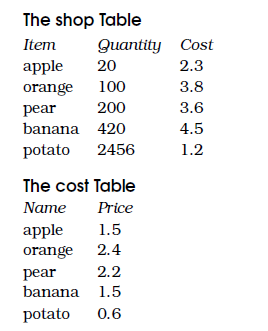 The shop Table
Item Quantity Cost
apple 20 2.3
orange 100 3.8
pear 200 3.6
banana 420 4.5
potato 2456 1.2
The cost Table
Name Price
apple 1.5
orange 2.4
pear 2.2
banana 1.5
potato 0.6